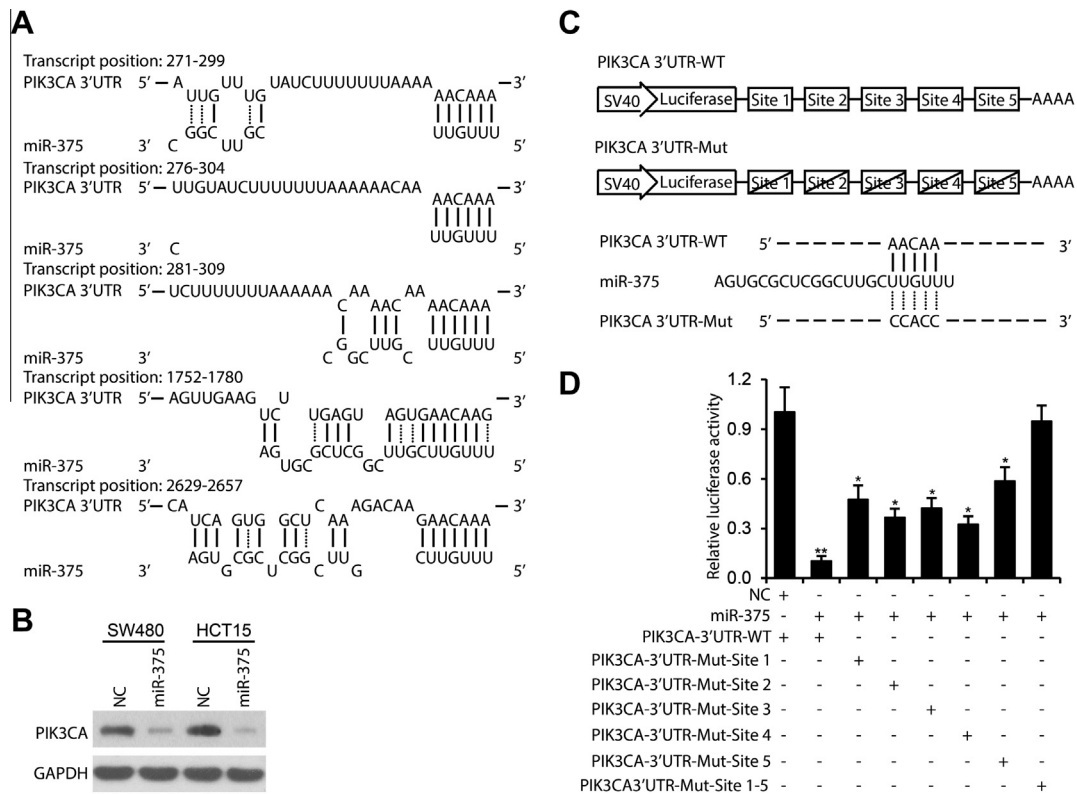 A
Transcript position: 271-299
PIK3CA 3'UTR 5'– A UU UAUCUUUUUUUAAAA –3'
UUG UG AACAAA
GGC GC UUGUUU
miR-375 3' C UU 5'
Transcript position: 276-304
PIK3CA 3'UTR 5'– UUGUAUCUUUUUUUAAAAAACAA –3'
AACAAA
UUGUUU
miR-375 3' C 5'
Transcript position: 281-309
PIK3CA 3'UTR 5'– UCUUUUUUUAAAAAA AA AA –3'
C AAC AACAAA
G UUG UUGUUU
miR-375 3' C GC C 5'
Transcript position: 1752-1780
PIK3CA 3'UTR 5'– AGUUGAAG U –3'
UC UGAGU AGUGAACAAG
AG GCUCG UUGCUUGUUU
miR-375 3' UGC GC 5'
Transcript position: 2629-2657
PIK3CA 3'UTR 5'– CA C AGACAA –3'
UCA GUG GCU AA GAACAAA
AGU CGC CGG UU CUUGUUU
miR-375 3' G U C G 5'
B
SW480 HCT15
NC miR-375 NC miR-375
PIK3CA
GAPDH
C
PIK3CA 3'UTR-WT
SV40 Luciferase Site 1 Site 2 Site 3 Site 4 Site 5 AAAA
PIK3CA 3'UTR-Mut
SV40 Luciferase Site 1 Site 2 Site 3 Site 4 Site 5 AAAA
PIK3CA 3'UTR-WT 5' – – – – – – – AACAA – – – – – – – 3'
miR-375 AGUGCGCUCGGCUUGCUUGUUU
PIK3CA 3'UTR-Mut 5' – – – – – – – CCACC – – – – – – – 3'
D
Relative luciferase activity
1.2
0.9
0.6
0.3
0.0
** * * * * *
NC + - - - - - - -
miR-375 - + + + + + + +
PIK3CA-3'UTR-WT + + - - - - - -
PIK3CA-3'UTR-Mut-Site 1 - - + - - - - -
PIK3CA-3'UTR-Mut-Site 2 - - - + - - - -
PIK3CA-3'UTR-Mut-Site 3 - - - - + - - -
PIK3CA-3'UTR-Mut-Site 4 - - - - - + - -
PIK3CA-3'UTR-Mut-Site 5 - - - - - - + -
PIK3CA3'UTR-Mut-Site 1-5 - - - - - - - +